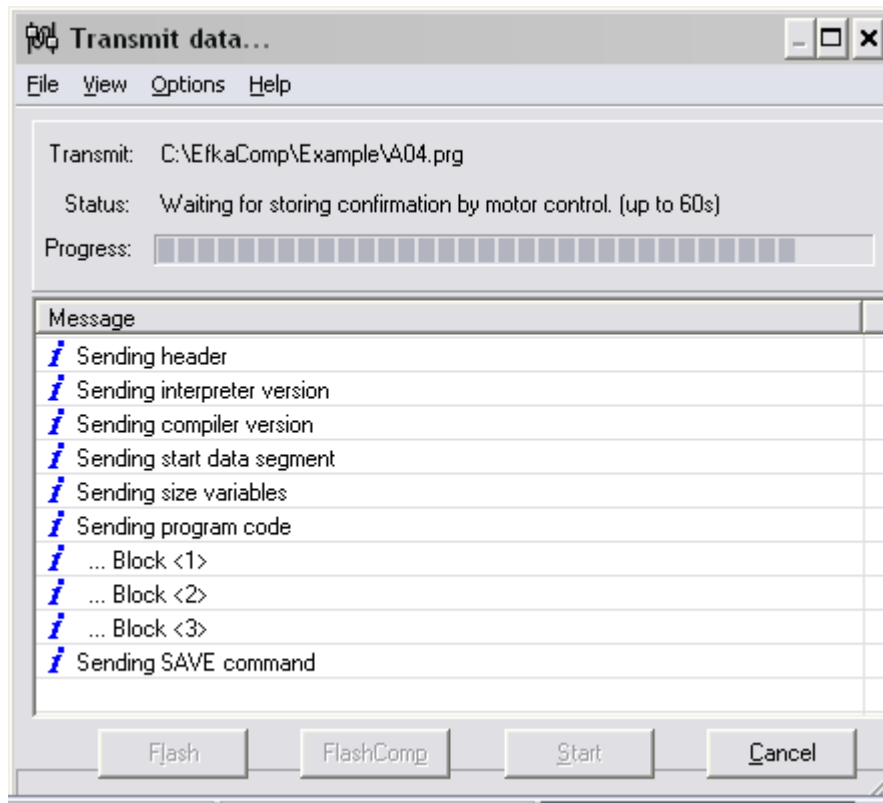 Transmit data...
File View Options Help
Transmit: C:\EfkaComp\Example\A04.prg
Status: Waiting for storing confirmation by motor control. (up to 60s)
Progress:
Message
Sending header
Sending interpreter version
Sending compiler version
Sending start data segment
Sending size variables
Sending program code
... Block <1>
... Block <2>
... Block <3>
Sending SAVE command
Flash FlashComp Start Cancel